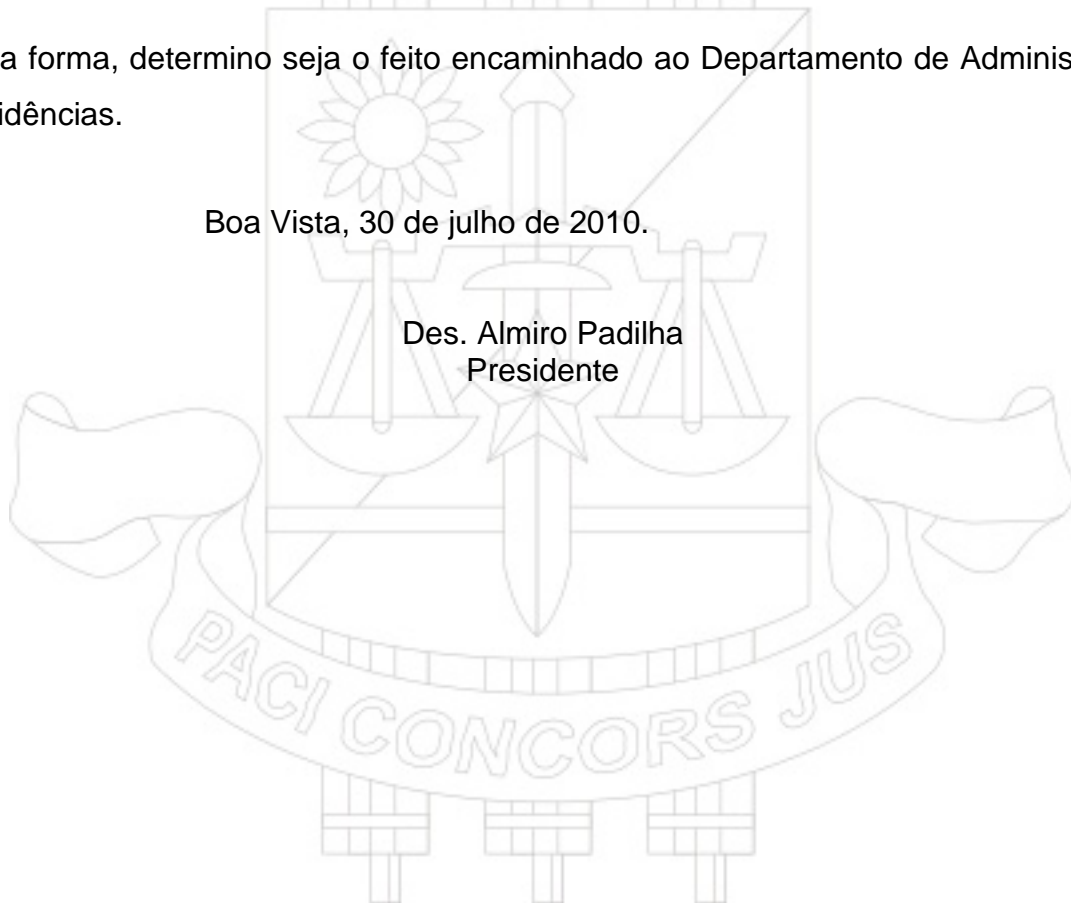 a forma, determino seja o feito encaminhado ao Departamento de Adminis
idências.
Boa Vista, 30 de julho de 2010.
Des. Almiro Padilha
Presidente
PACI CONCORS JUS